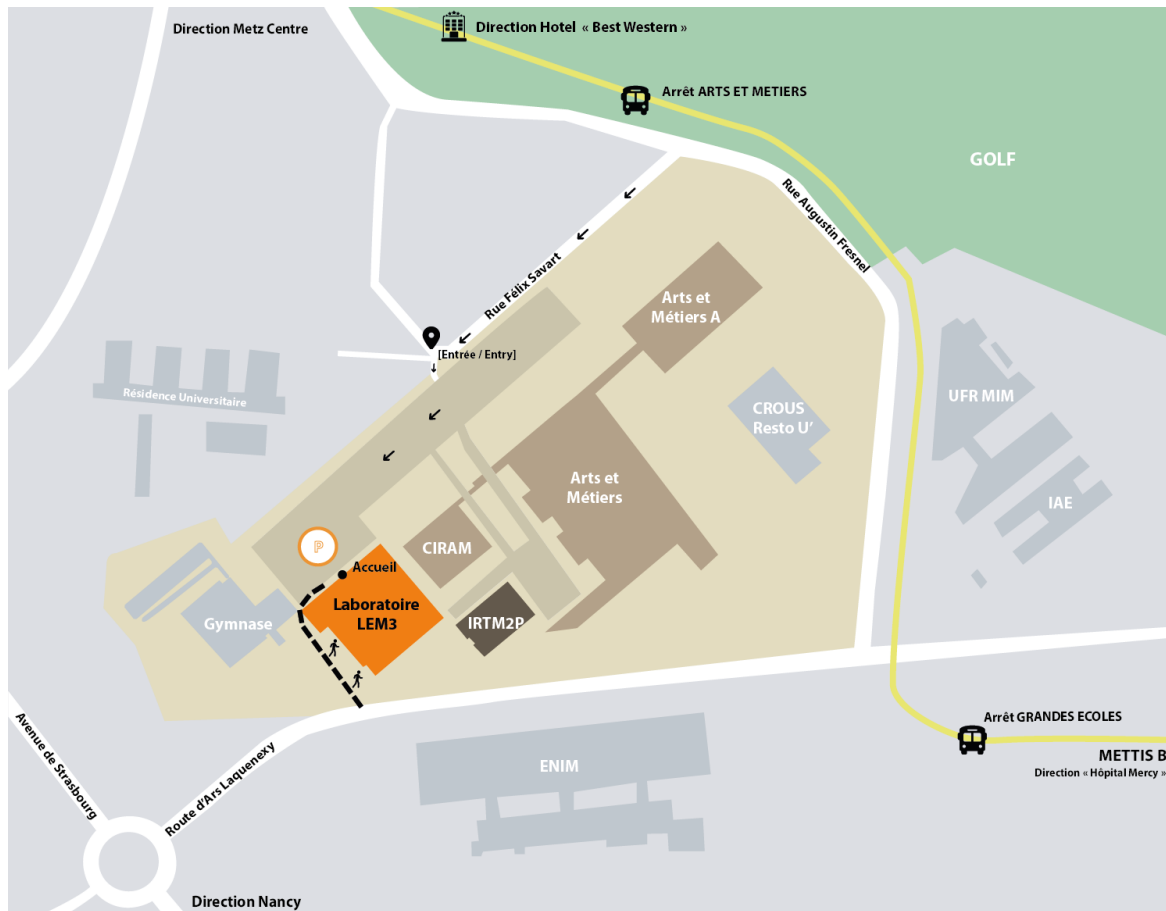 Direction Metz Centre
Direction Hotel « Best Western »
Arrêt ARTS ET METIERS
GOLF
Rue Augustin Fresnel
Rue Félix Savart
Arts et
Métiers A
[Entrée / Entry]
Résidence Universitaire
CROUS
Resto U'
UFR MIM
IAE
Arts et
Métiers
P
CIRAM
Accueil
Laboratoire
LEM3
IRTM2P
Gymnase
Arrêt GRANDES ECOLES
METTIS B
Direction « Hôpital Mercy »
Avenue de Strasbourg
Route d'Ars Laquenexy
ENIM
Direction Nancy